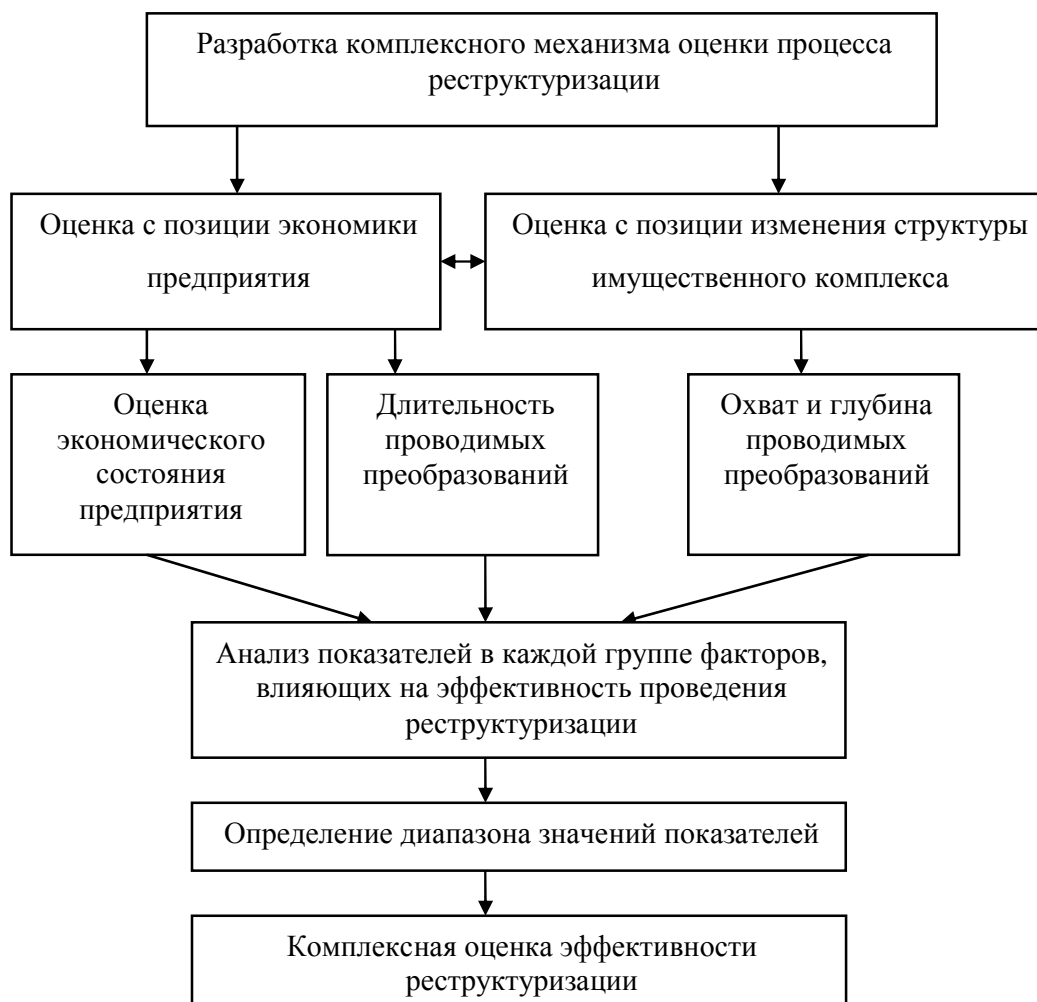 Разработка комплексного механизма оценки процесса
реструктуризации
Оценка с позиции экономики
предприятия
Оценка с позиции изменения структуры
имущественного комплекса
Оценка
экономического
состояния
предприятия
Длительность
проводимых
преобразований
Охват и глубина
проводимых
преобразований
Анализ показателей в каждой группе факторов,
влияющих на эффективность проведения
реструктуризации
Определение диапазона значений показателей
Комплексная оценка эффективности
реструктуризации